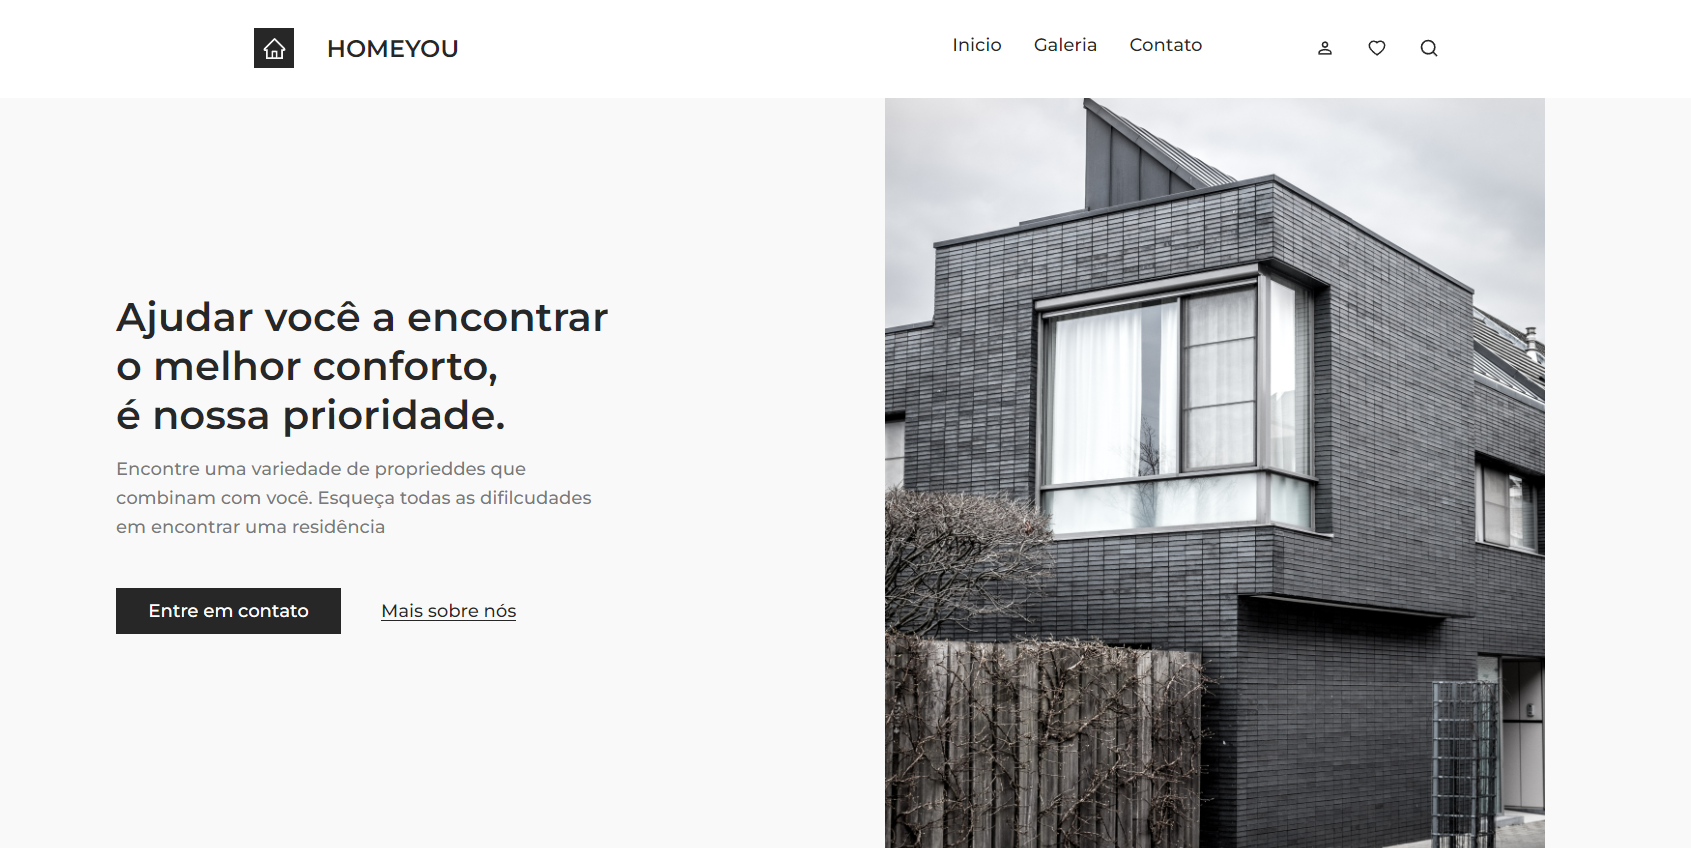 HOMEYOU
Inicio Galeria Contato
Ajudar você a encontrar
o melhor conforto,
é nossa prioridade.
Encontre uma variedade de proprieddes que
combinam com você. Esqueça todas as difilcudades
em encontrar uma residência
Entre em contato Mais sobre nós